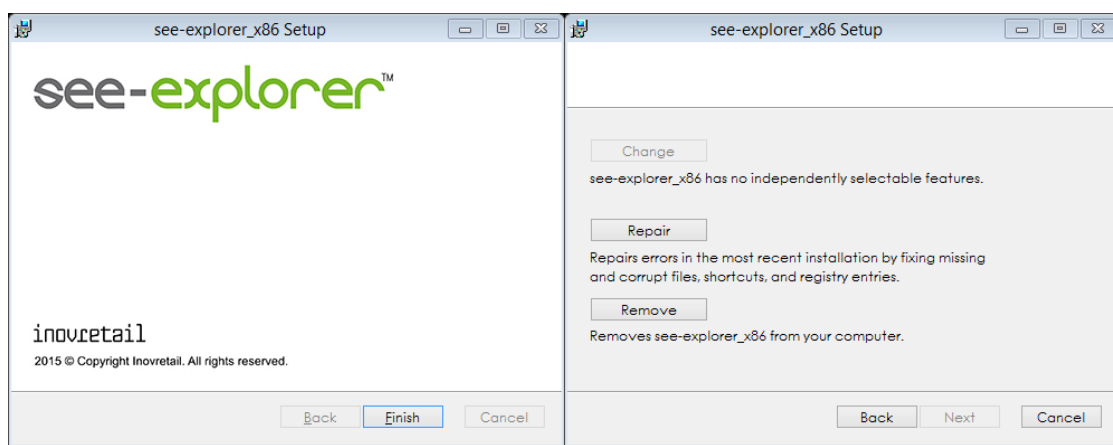 see-explorer_x86 Setup
see-explorer™
inovretail
2015 © Copyright Inovretail. All rights reserved.
Back
Finish
Cancel
see-explorer_x86 Setup
Change
see-explorer_x86 has no independently selectable features.
Repair
Repairs errors in the most recent installation by fixing missing
and corrupt files, shortcuts, and registry entries.
Remove
Removes see-explorer_x86 from your computer.
Back
Next
Cancel